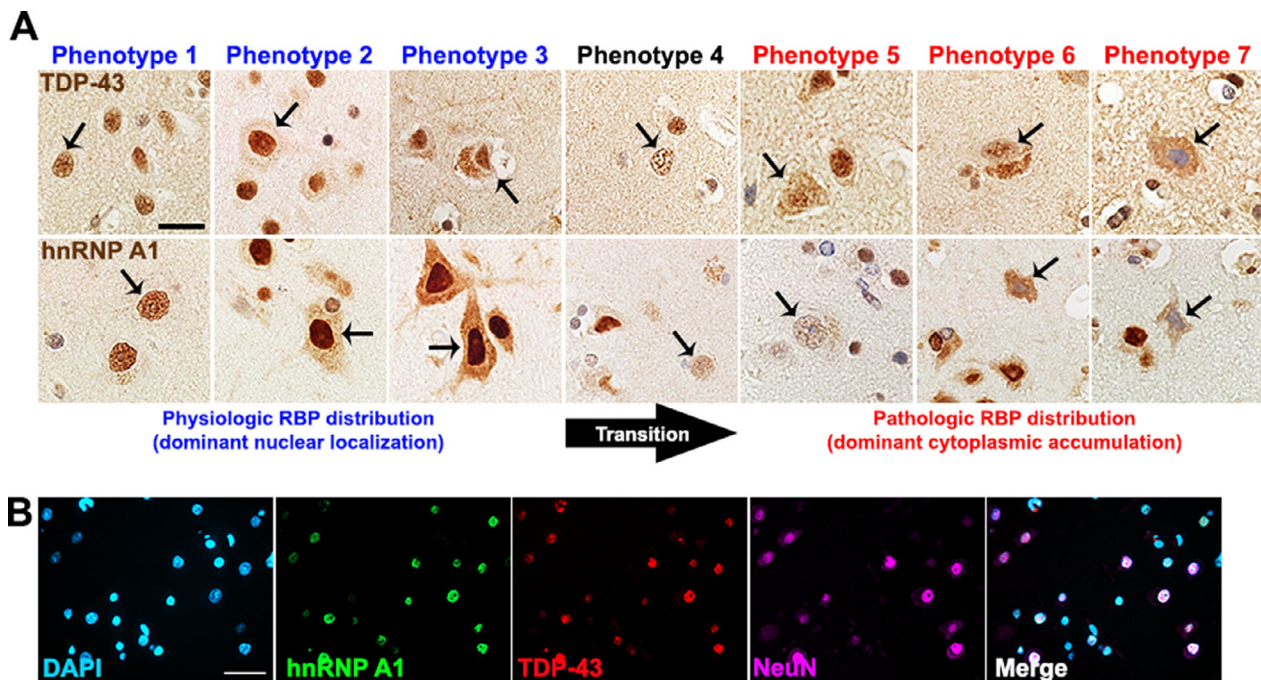 A
Phenotype 1 Phenotype 2 Phenotype 3 Phenotype 4 Phenotype 5 Phenotype 6 Phenotype 7
TDP-43
hnRNP A1
Physiologic RBP distribution
(dominant nuclear localization)
Transition
Pathologic RBP distribution
(dominant cytoplasmic accumulation)
B
DAPI hnRNP A1 TDP-43 NeuN Merge